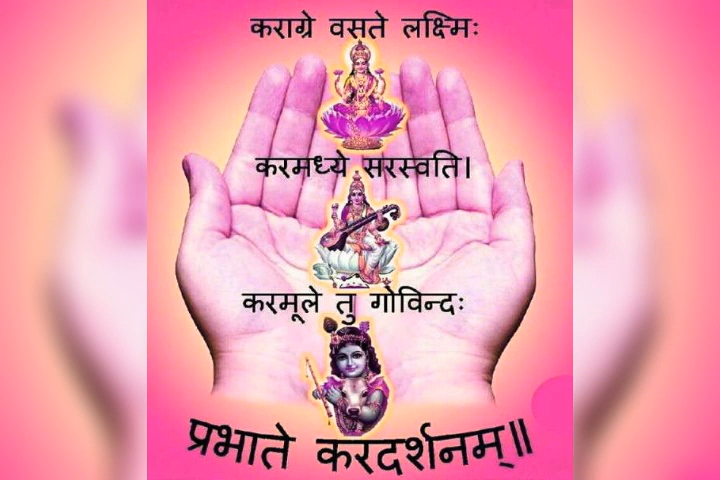 कराग्रे वसते लक्ष्मिः
करमध्ये सरस्वति।
करमूले तु गोविन्दः
प्रभाते करदर्शनम्॥